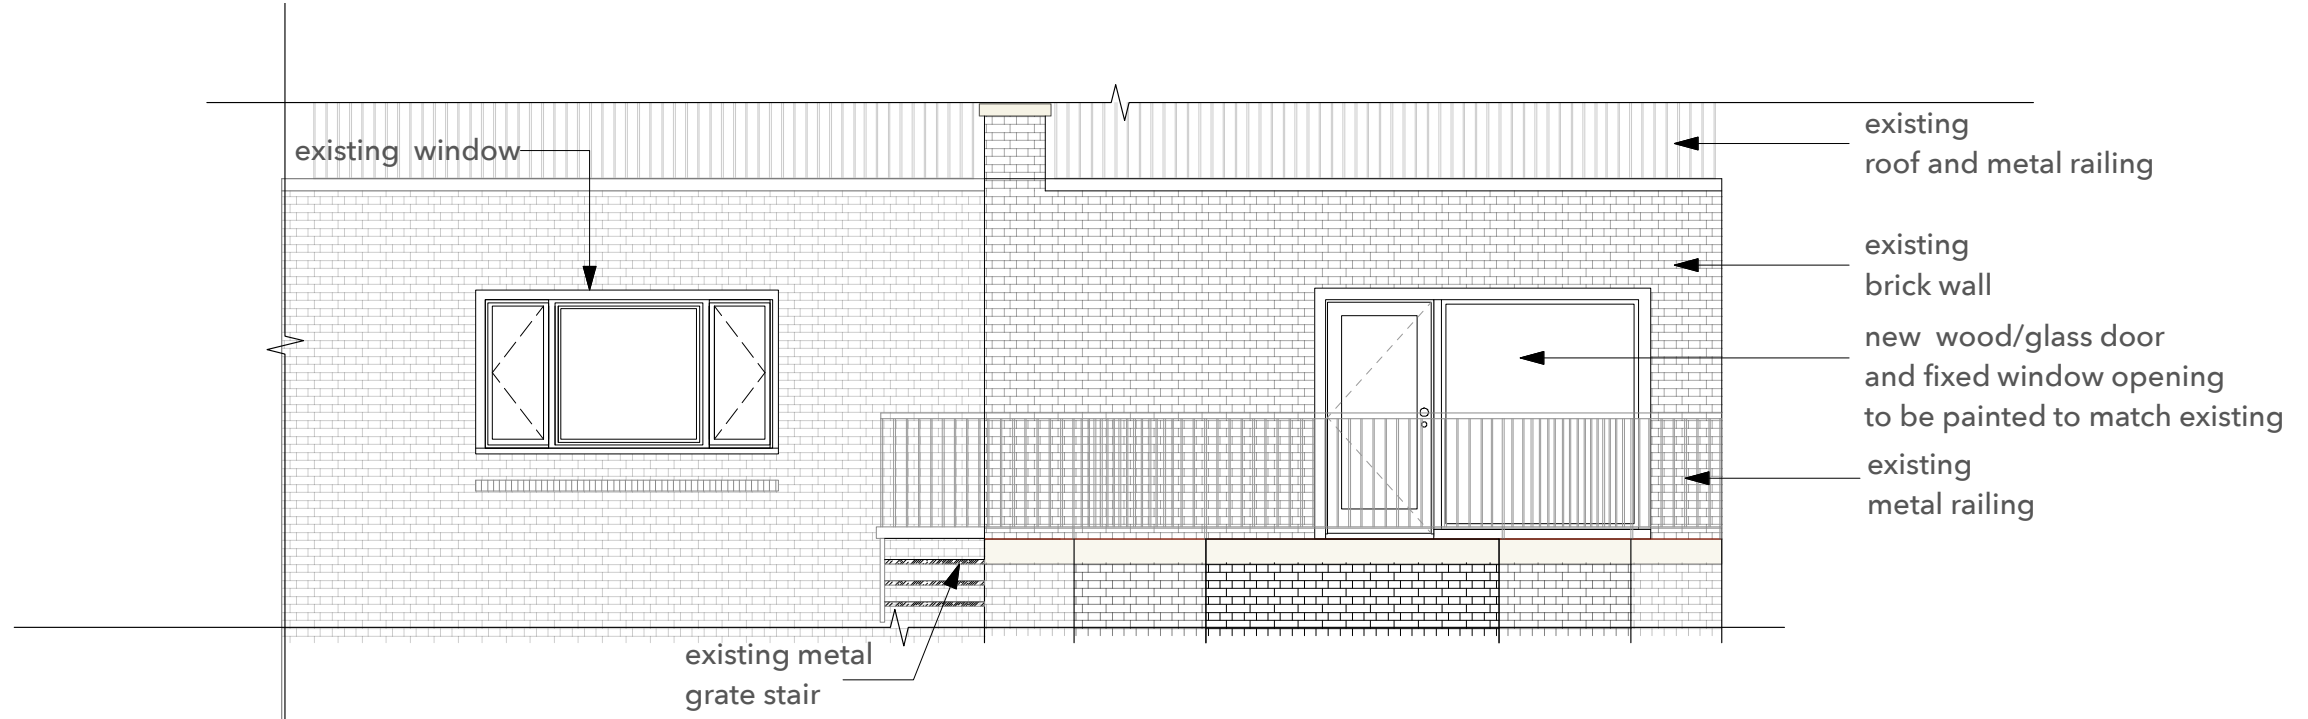 existing window
existing
roof and metal railing
existing
brick wall
new wood/glass door
and fixed window opening
to be painted to match existing
existing
metal railing
existing metal
grate stair